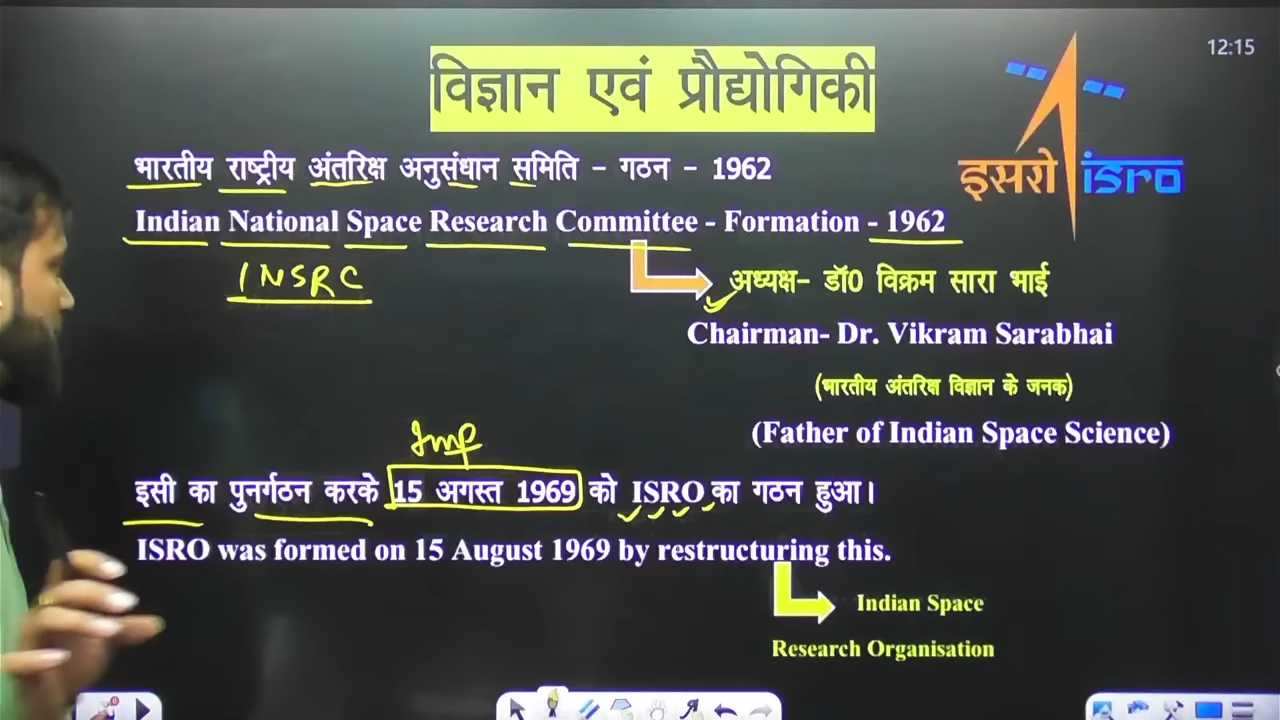 12:15
विज्ञान एवं प्रौद्योगिकी
भारतीय राष्ट्रीय अंतरिक्ष अनुसंधान समिति – गठन – 1962
इसरो isro
Indian National Space Research Committee - Formation - 1962
INSRC
अध्यक्ष- डॉ0 विक्रम सारा भाई
Chairman- Dr. Vikram Sarabhai
(भारतीय अंतरिक्ष विज्ञान के जनक)
(Father of Indian Space Science)
Imp
इसी का पुनर्गठन करके 15 अगस्त 1969 को ISRO का गठन हुआ।
ISRO was formed on 15 August 1969 by restructuring this.
Indian Space
Research Organisation